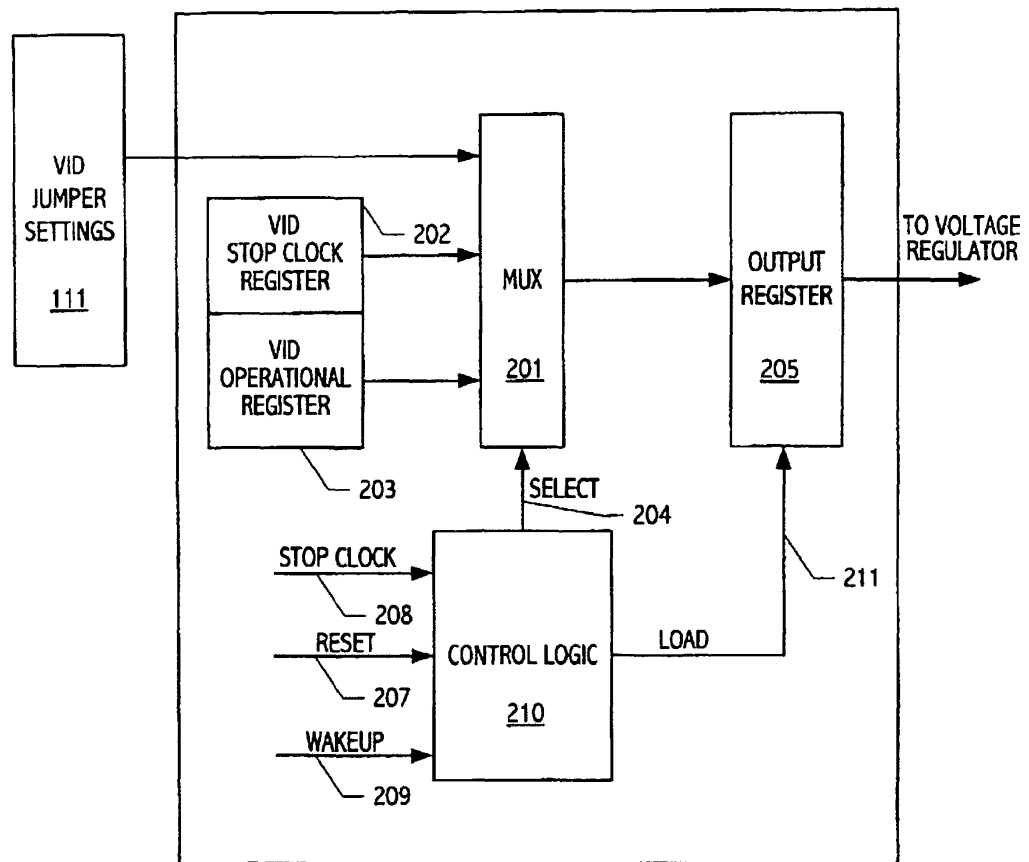 VID
JUMPER
SETTINGS
111
VID
STOP CLOCK
REGISTER
202
VID
OPERATIONAL
REGISTER
203
MUX
201
OUTPUT
REGISTER
205
TO VOLTAGE
REGULATOR
SELECT
204
STOP CLOCK
208
RESET
207
WAKEUP
209
CONTROL LOGIC
210
LOAD
211